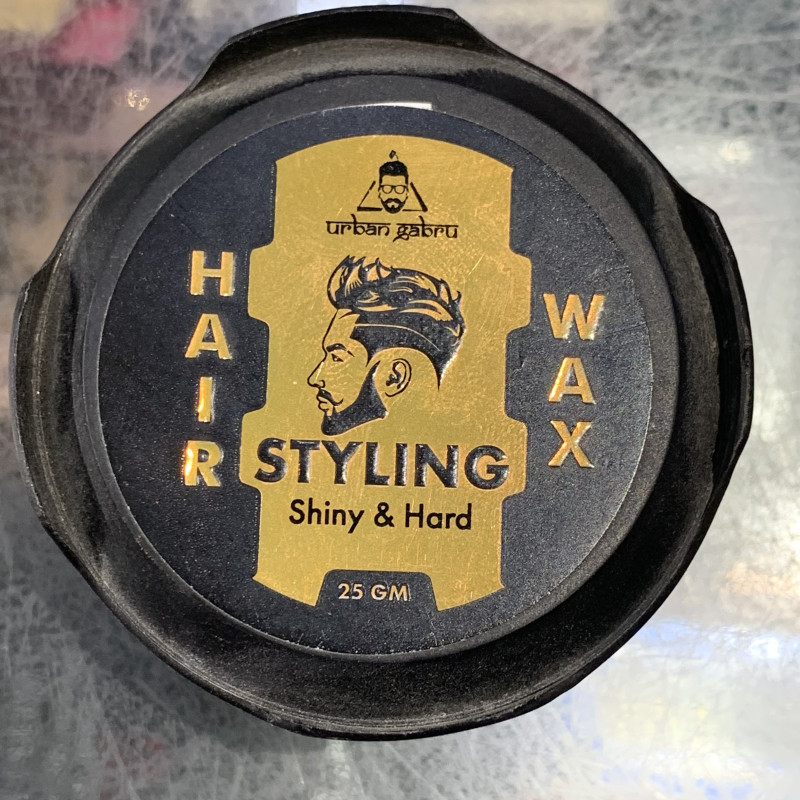 urban gabru
HAIR
WAX
STYLING
Shiny & Hard
25 GM